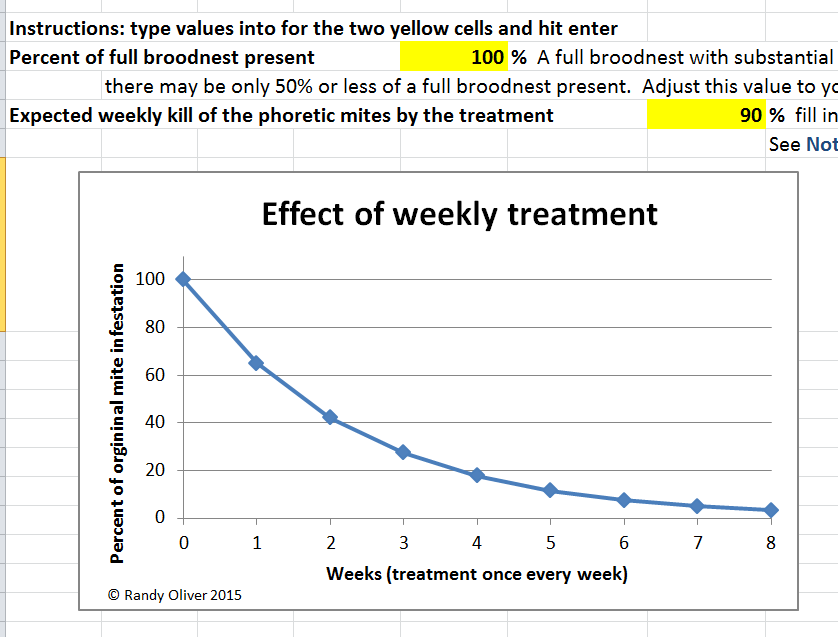 Instructions: type values into for the two yellow cells and hit enter
Percent of full broodnest present 100 % A full broodnest with substantial
there may be only 50% or less of a full broodnest present. Adjust this value to yo
Expected weekly kill of the phoretic mites by the treatment 90 % fill in
See Not
Effect of weekly treatment
Percent of orgininal mite infestation
100
80
60
40
20
0
0 1 2 3 4 5 6 7 8
Weeks (treatment once every week)
© Randy Oliver 2015